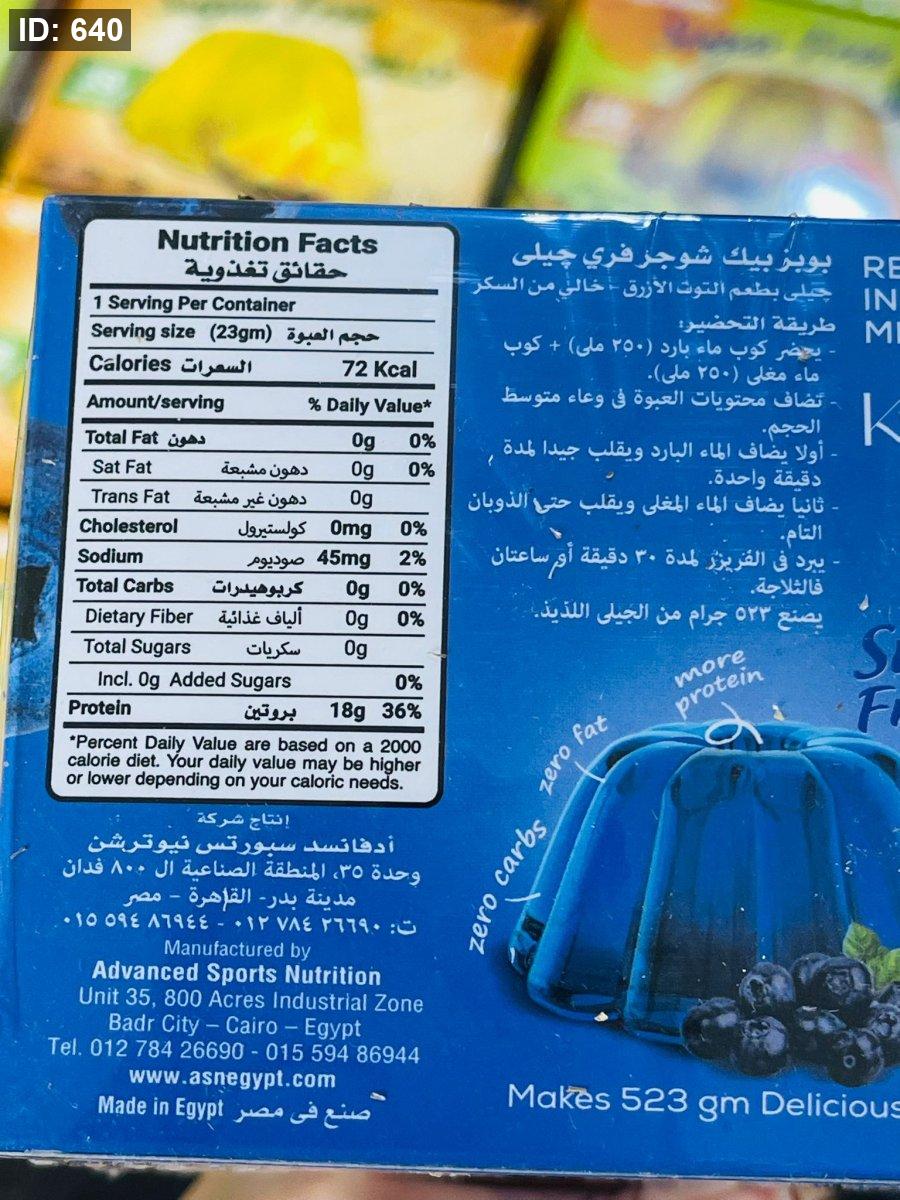 ID: 640
Nutrition Facts
حقائق تغذوية
1 Serving Per Container
Serving size (23gm) حجم العبوة
Calories السعرات 72 Kcal
Amount/serving % Daily Value*
Total Fat دهون 0g 0%
Sat Fat دهون مشبعة 0g 0%
Trans Fat دهون غير مشبعة 0g
Cholesterol كولستيرول 0mg 0%
Sodium صوديوم 45mg 2%
Total Carbs كربوهيدرات 0g 0%
Dietary Fiber ألياف غذائية 0g 0%
Total Sugars سكريات 0g
Incl. 0g Added Sugars 0%
Protein بروتين 18g 36%
*Percent Daily Value are based on a 2000
calorie diet. Your daily value may be higher
or lower depending on your caloric needs.
إنتاج شركة
أدفانسد سبورتس نيوترشن
وحدة ٣٥، المنطقة الصناعية ال ٨٠٠ فدان
مدينة بدر- القاهرة - مصر
ت: ٠١٢ ٧٨٤ ٢٦٦٩٠ - ٠١٥ ٥٩٤ ٨٦٩٤٤
Manufactured by
Advanced Sports Nutrition
Unit 35, 800 Acres Industrial Zone
Badr City – Cairo – Egypt
Tel. 012 784 26690 - 015 594 86944
www.asnegypt.com
Made in Egypt صنع في مصر
بويز بيك شوجر فري چيلى
چيلى بطعم التوت الأزرق - خالي من السكر
طريقة التحضير:
- يحضر كوب ماء بارد (٢٥٠ ملى) + كوب
ماء مغلى (٢٥٠ ملى).
- تضاف محتويات العبوة فى وعاء متوسط
الحجم.
- أولا يضاف الماء البارد ويقلب جيدا لمدة
دقيقة واحدة.
- ثانيا يضاف الماء المغلى ويقلب حتى الذوبان
التام.
- يبرد فى الفريزر لمدة ٣٠ دقيقة أو ساعتان
فالثلاجة.
يصنع ٥٢٣ جرام من الجيلى اللذيذ.
more
protein
zero fat
zero carbs
Makes 523 gm Delicious
RE
IN
K
Fr